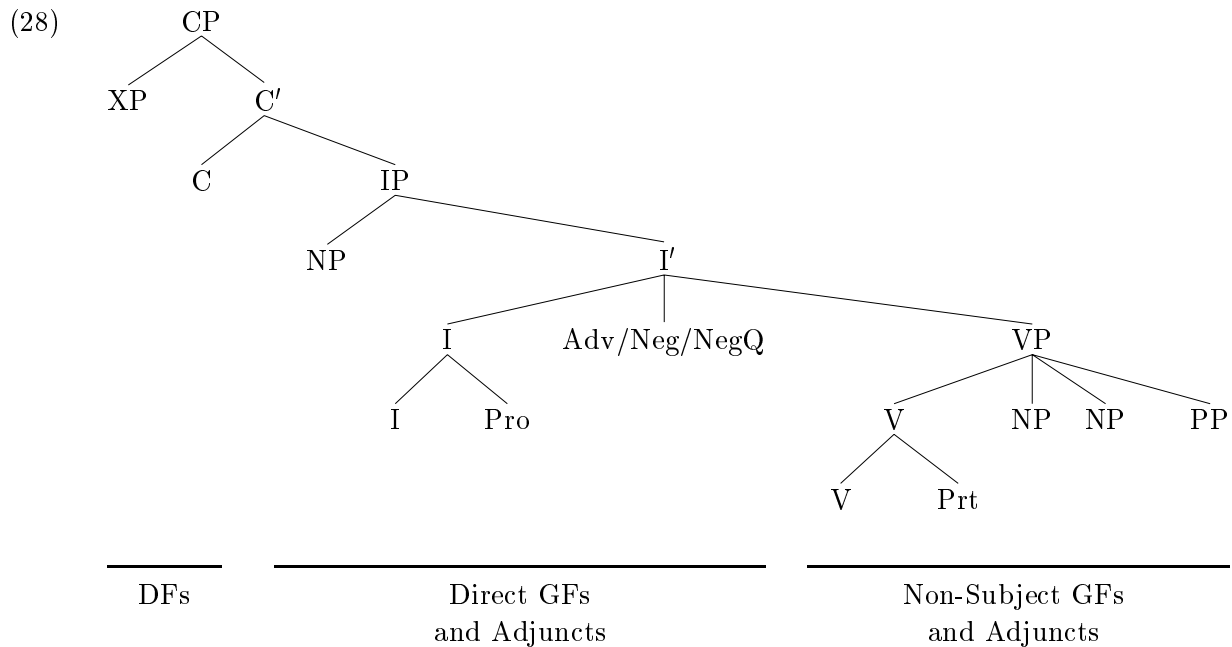 (28) CP
XP C′
C IP
NP I′
I Adv/Neg/NegQ VP
I Pro V NP NP PP
V Prt
DFs Direct GFs Non-Subject GFs
and Adjuncts and Adjuncts